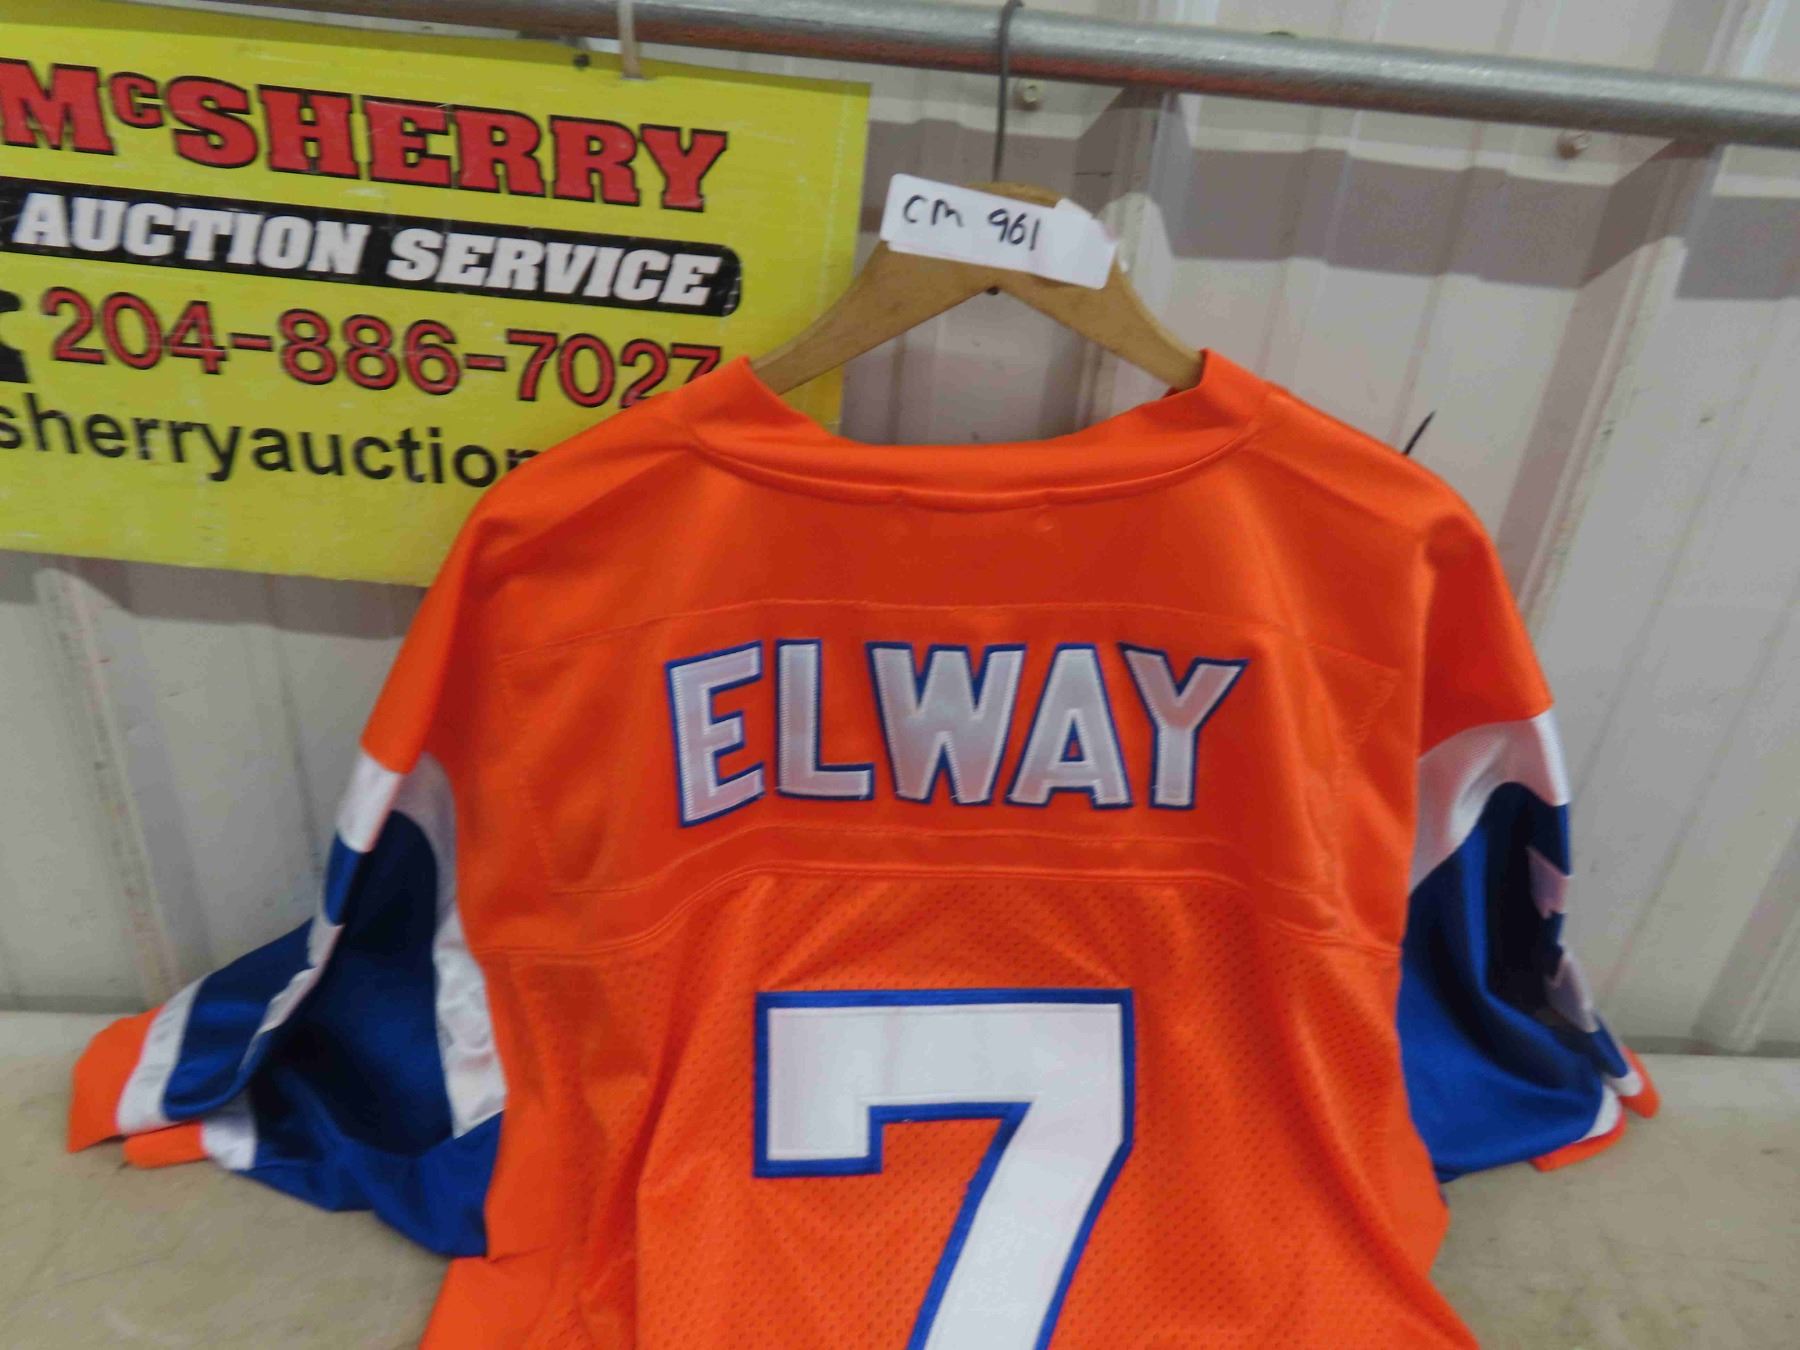 McSHERRY
AUCTION SERVICE
204-886-7027
sherryauction
CM 961
ELWAY
7